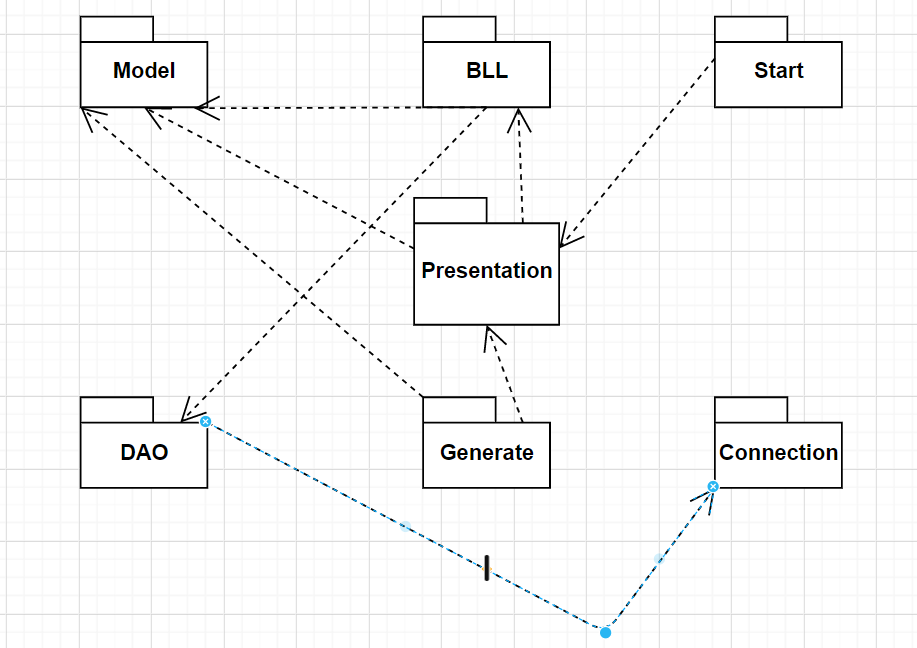 Model
BLL
Start
Presentation
DAO
Generate
Connection